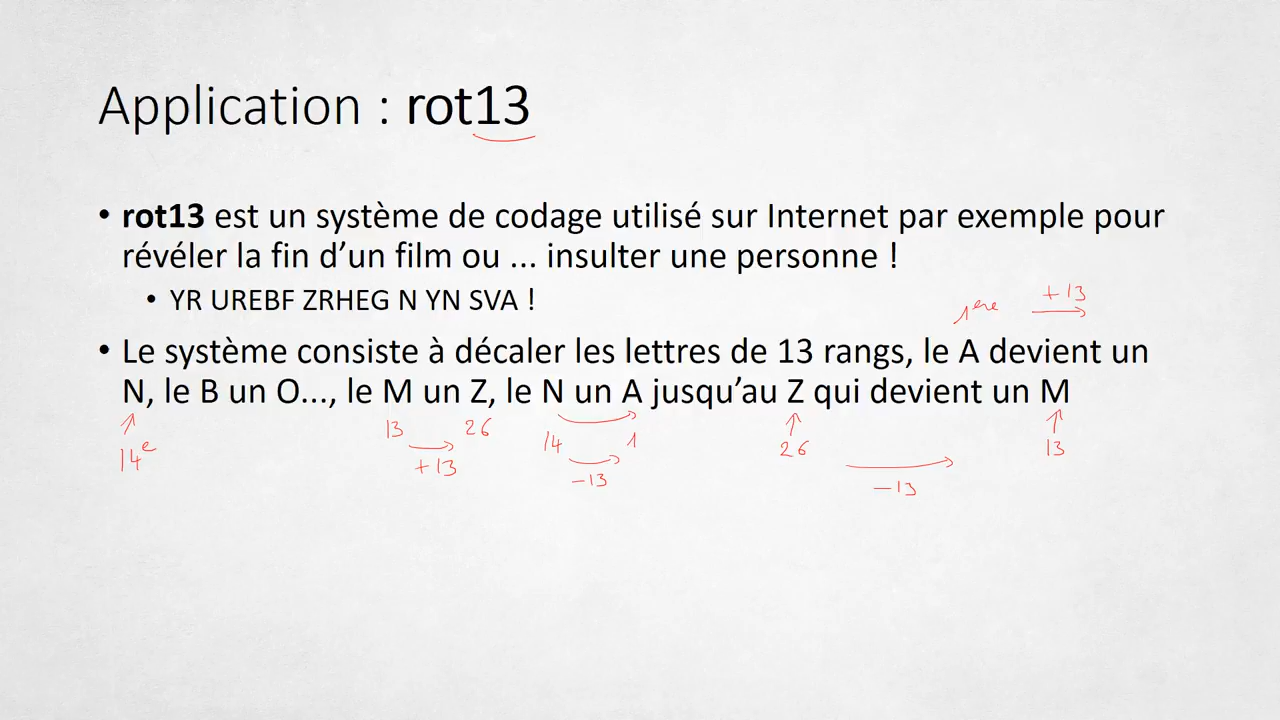 Application : rot13
• rot13 est un système de codage utilisé sur Internet par exemple pour
révéler la fin d’un film ou ... insulter une personne !
• YR UREBF ZRHEG N YN SVA !
1ère +13
• Le système consiste à décaler les lettres de 13 rangs, le A devient un
N, le B un O..., le M un Z, le N un A jusqu’au Z qui devient un M
14e 13 +13 26 14 -13 1 26 -13 13